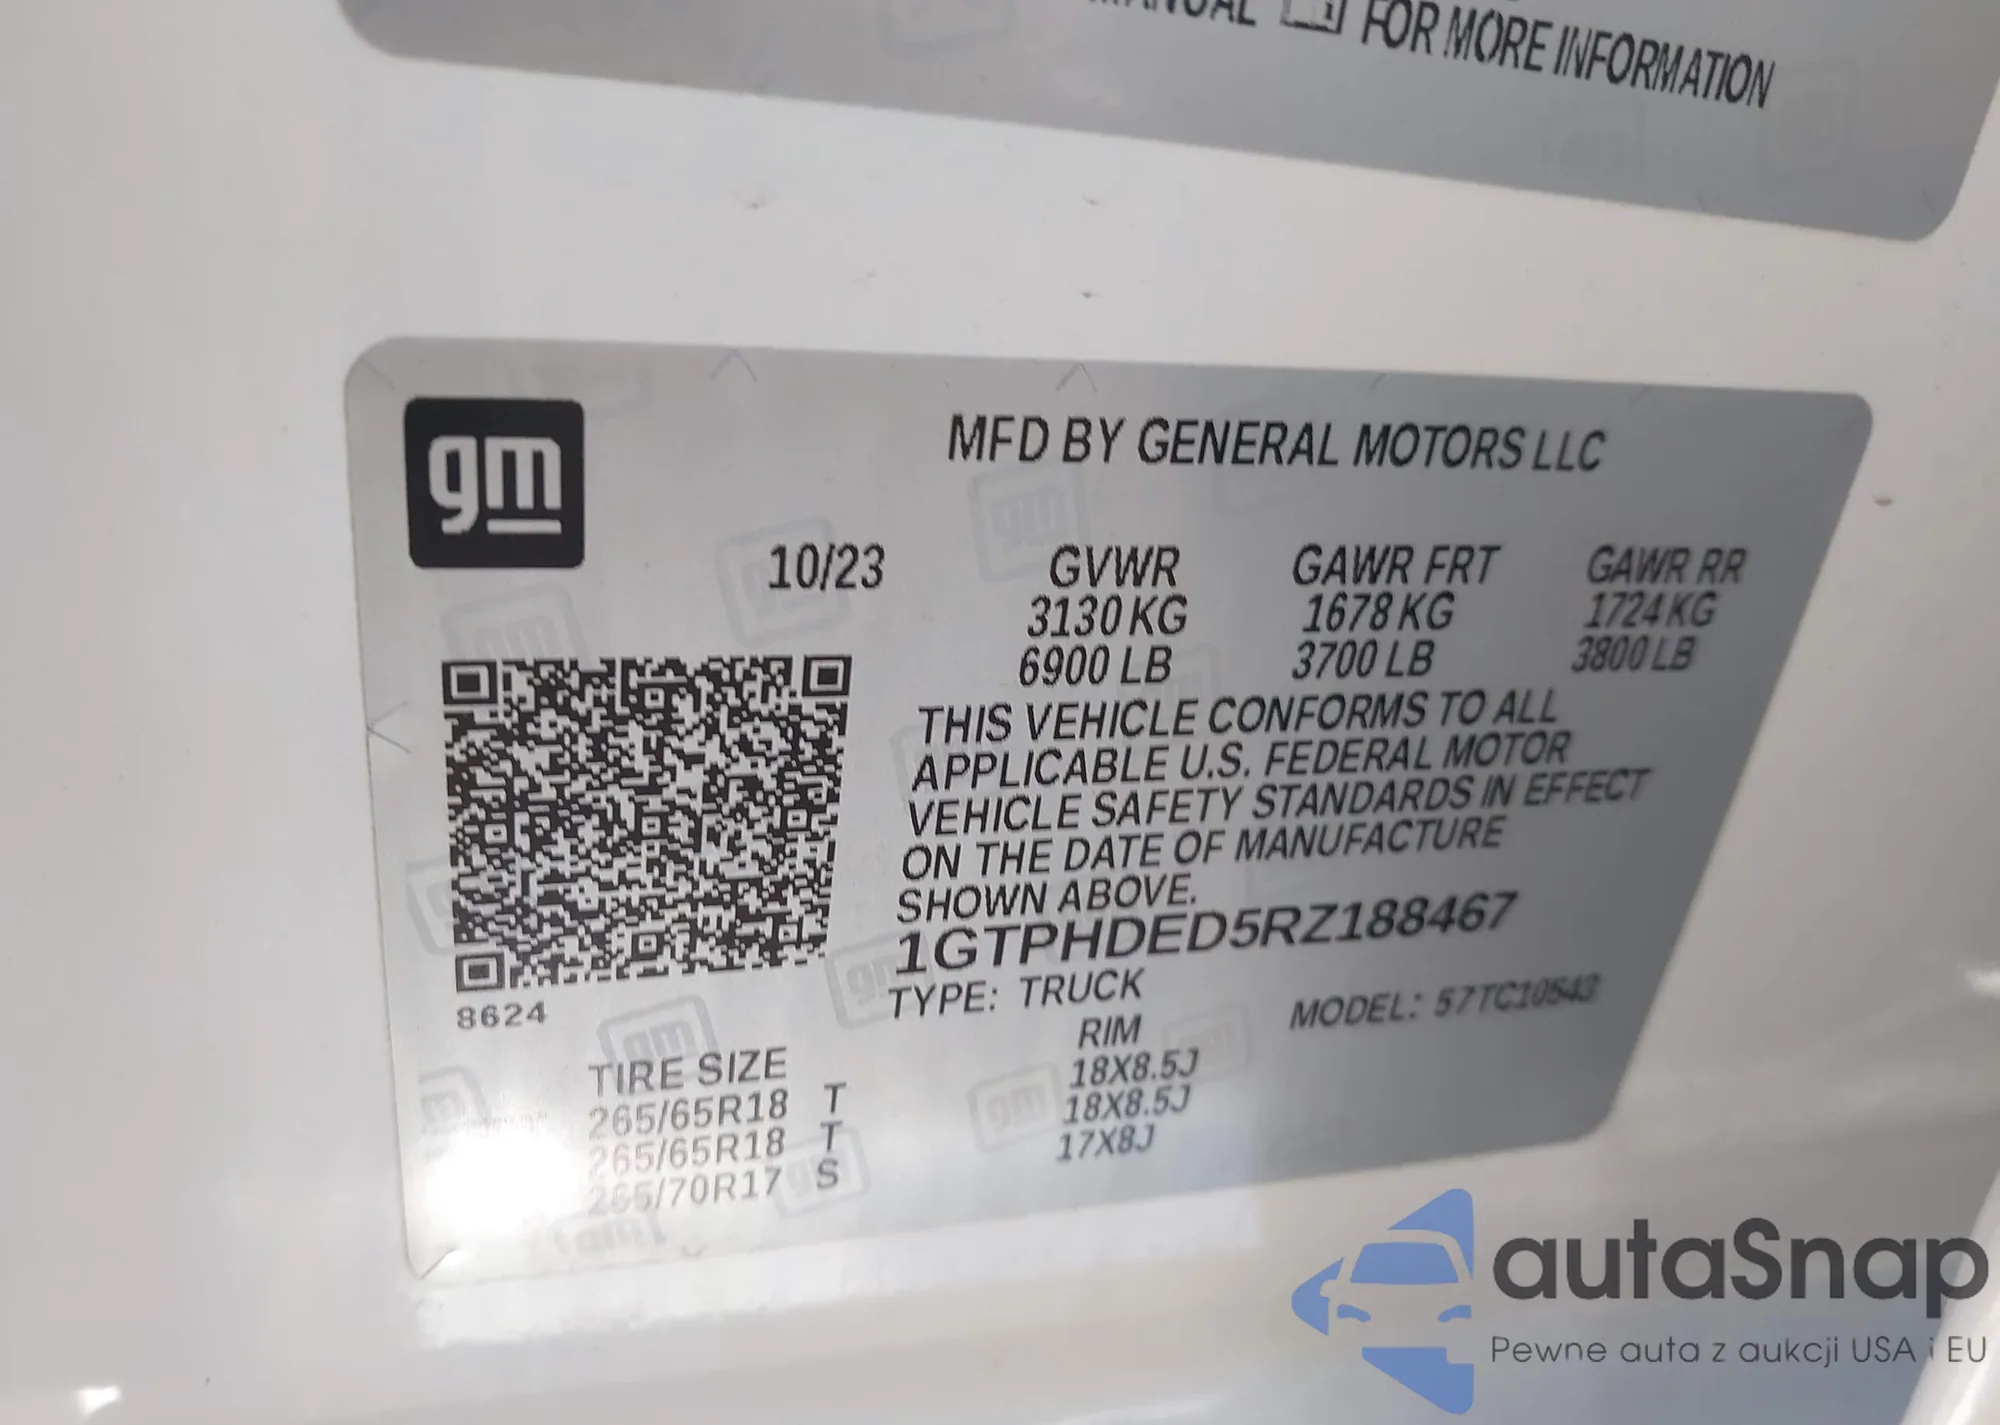 MANUAL FOR MORE INFORMATION
gm
MFD BY GENERAL MOTORS LLC
10/23 GVWR GAWR FRT GAWR RR
3130 KG 1678 KG 1724 KG
6900 LB 3700 LB 3800 LB
THIS VEHICLE CONFORMS TO ALL
APPLICABLE U.S. FEDERAL MOTOR
VEHICLE SAFETY STANDARDS IN EFFECT
ON THE DATE OF MANUFACTURE
SHOWN ABOVE.
1GTPHDED5RZ188467
TYPE: TRUCK MODEL: 57TC10543
8624
TIRE SIZE RIM
265/65R18 T 18X8.5J
265/65R18 T 18X8.5J
265/70R17 S 17X8J
autaSnap
Pewne auta z aukcji USA i EU